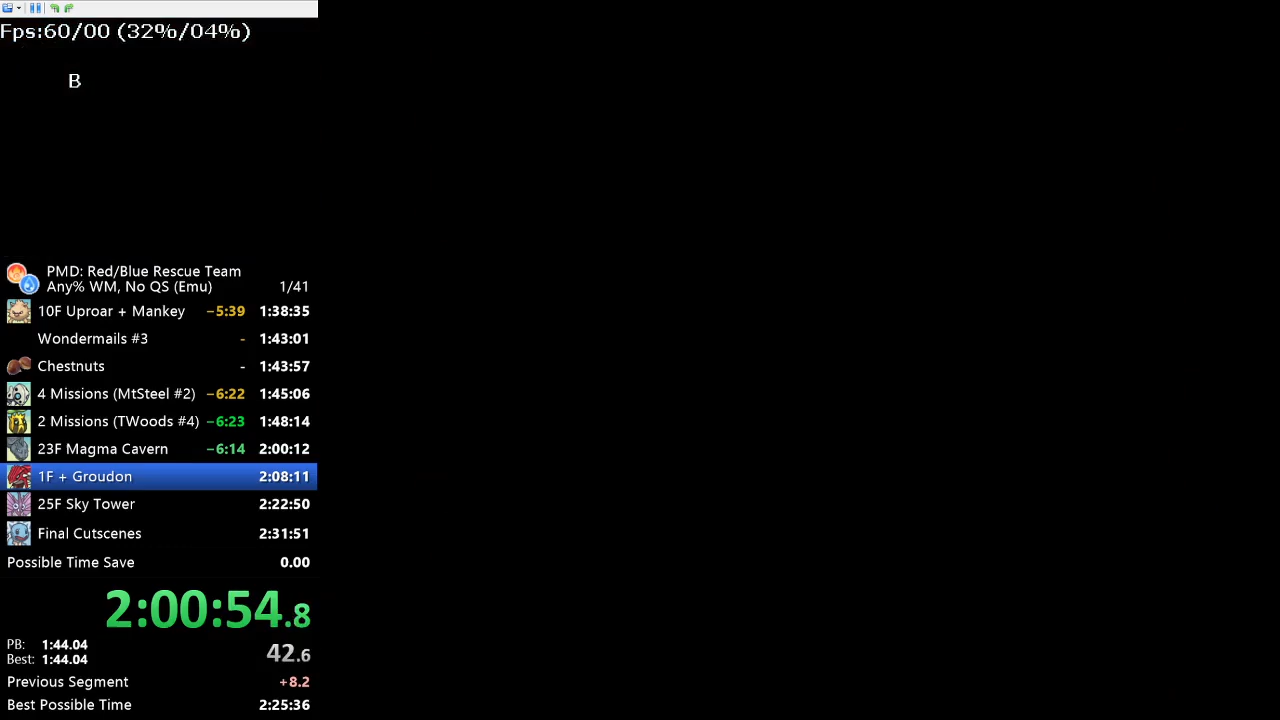 Fps:60/00 (32%/04%)
B
PMD: Red/Blue Rescue Team
Any% WM, No QS (Emu) 1/41
10F Uproar + Mankey −5:39 1:38:35
Wondermails #3 - 1:43:01
Chestnuts - 1:43:57
4 Missions (MtSteel #2) −6:22 1:45:06
2 Missions (TWoods #4) −6:23 1:48:14
23F Magma Cavern −6:14 2:00:12
1F + Groudon 2:08:11
25F Sky Tower 2:22:50
Final Cutscenes 2:31:51
Possible Time Save 0.00
2:00:54.8
PB: 1:44.04
Best: 1:44.04
42.6
Previous Segment +8.2
Best Possible Time 2:25:36